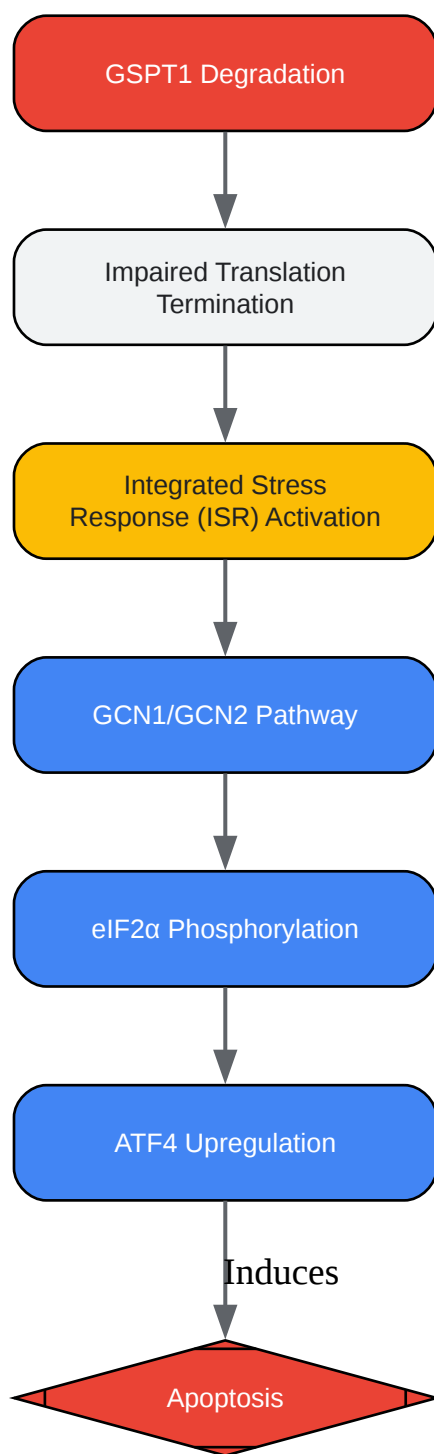 GSPT1 Degradation
Impaired Translation
Termination
Integrated Stress
Response (ISR) Activation
GCN1/GCN2 Pathway
eIF2α Phosphorylation
ATF4 Upregulation
Induces
Apoptosis